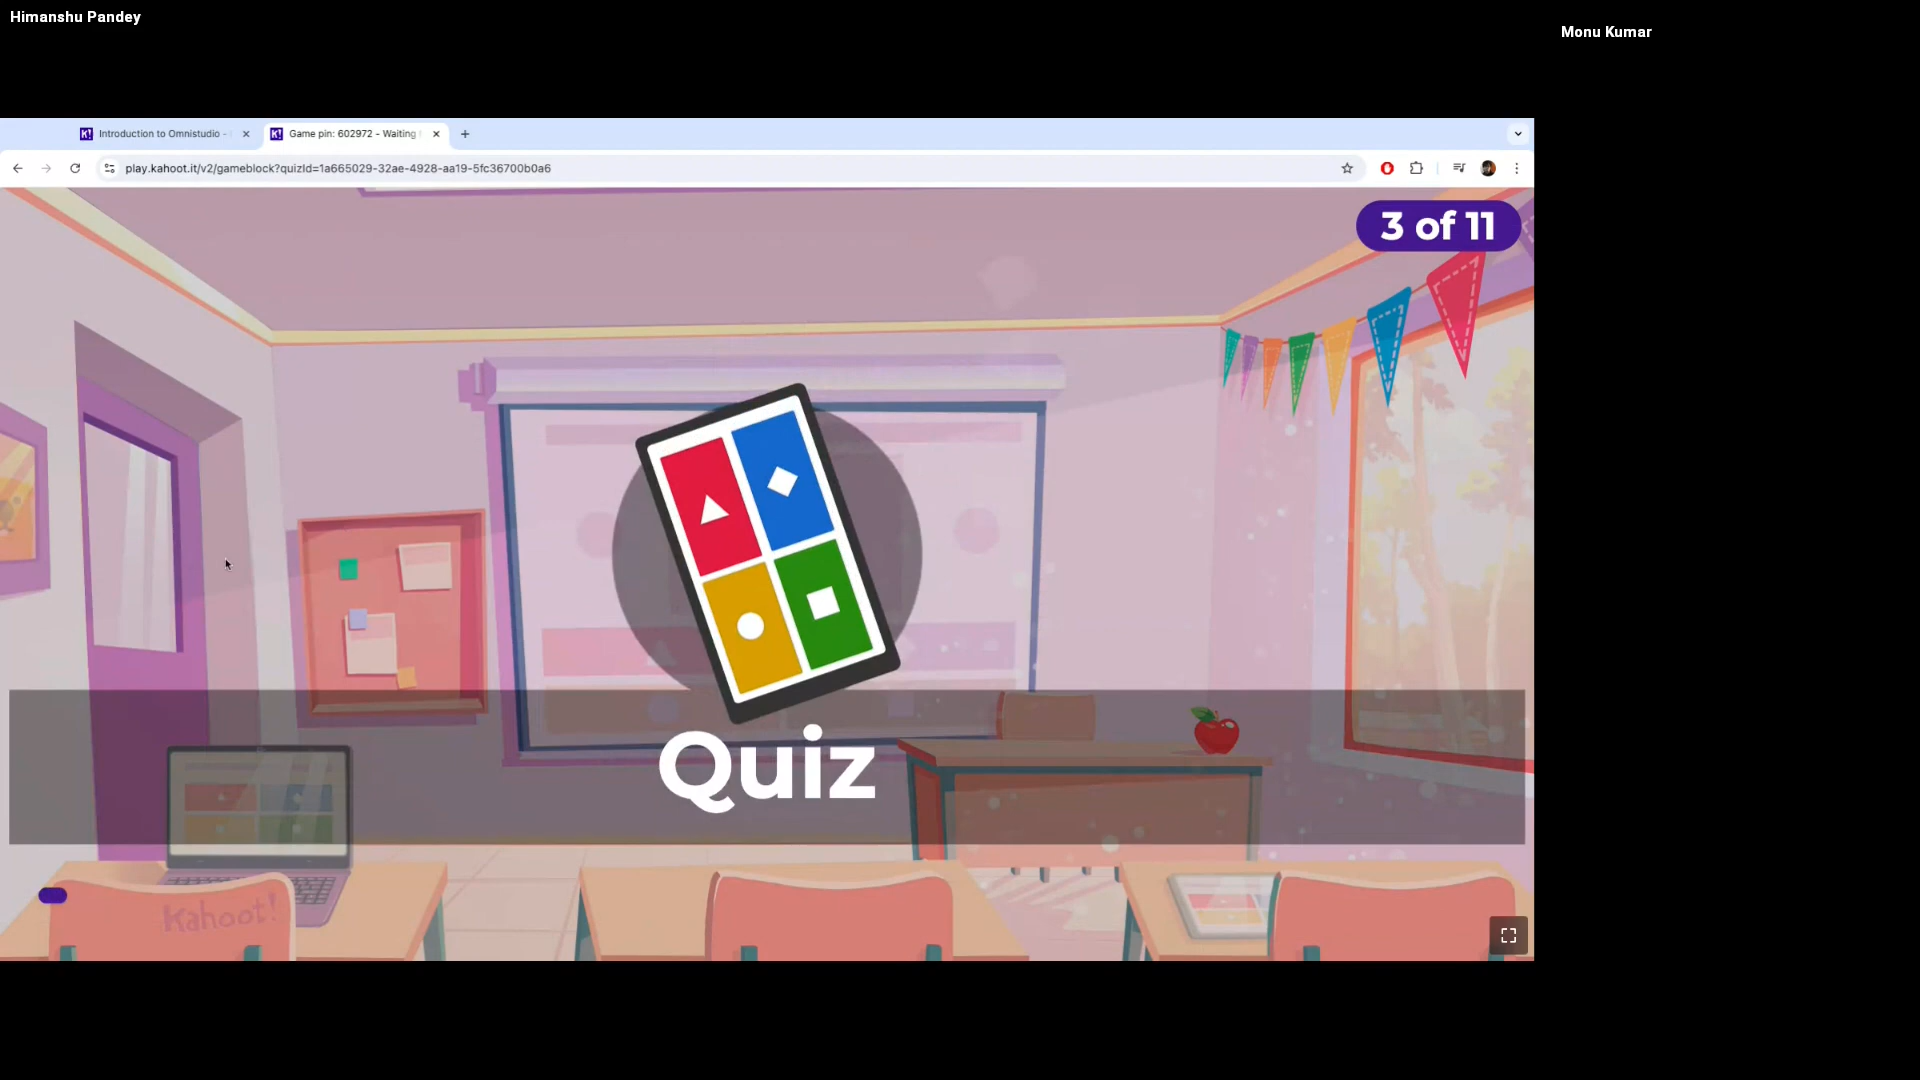 Himanshu Pandey
Monu Kumar
Introduction to Omnistudio -
Game pin: 602972 - Waiting
play.kahoot.it/v2/gameblock?quizId=1a665029-32ae-4928-aa19-5fc36700b0a6
3 of 11
Quiz
Kahoot!